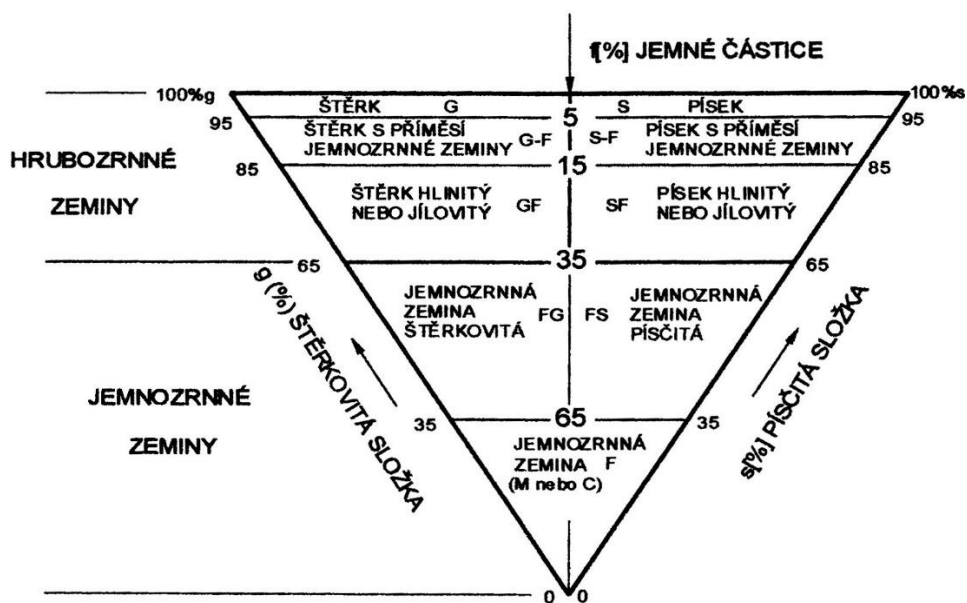 f[%] JEMNÉ ČÁSTICE
100%g
100%s
ŠTĚRK G
S PÍSEK
95
5
95
ŠTĚRK S PŘÍMĚSÍ
JEMNOZRNNÉ ZEMINY
G-F
S-F
PÍSEK S PŘÍMĚSÍ
JEMNOZRNNÉ ZEMINY
HRUBOZRNNÉ
ZEMINY
85
15
85
ŠTĚRK HLINITÝ
NEBO JÍLOVITÝ
GF
SF
PÍSEK HLINITÝ
NEBO JÍLOVITÝ
65
35
65
g (%) ŠTĚRKOVITÁ SLOŽKA
JEMNOZRNNÁ
ZEMINA
ŠTĚRKOVITÁ
FG
FS
JEMNOZRNNÁ
ZEMINA
PÍSČITÁ
s[%] PÍSČITÁ SLOŽKA
JEMNOZRNNÉ
ZEMINY
35
65
35
JEMNOZRNNÁ
ZEMINA F
(M nebo C)
0
0